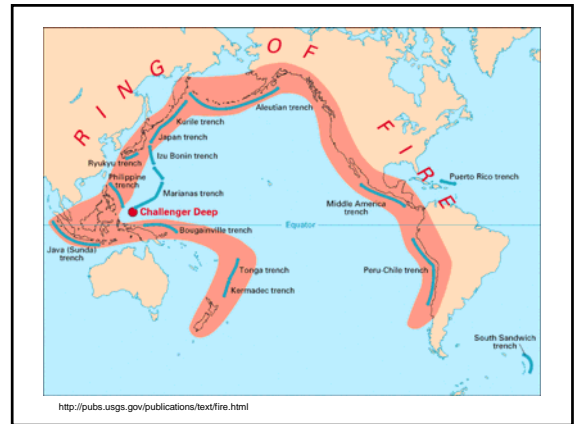 RING OF FIRE
Aleutian trench
Kurile trench
Japan trench
Izu Bonin trench
Ryukyu trench
Philippine
trench
Marianas trench
Challenger Deep
Bougainville trench
Equator
Java (Sunda)
trench
Tonga trench
Kermadec trench
Middle America
trench
Puerto Rico trench
Peru-Chile trench
South Sandwich
trench
http://pubs.usgs.gov/publications/text/fire.html